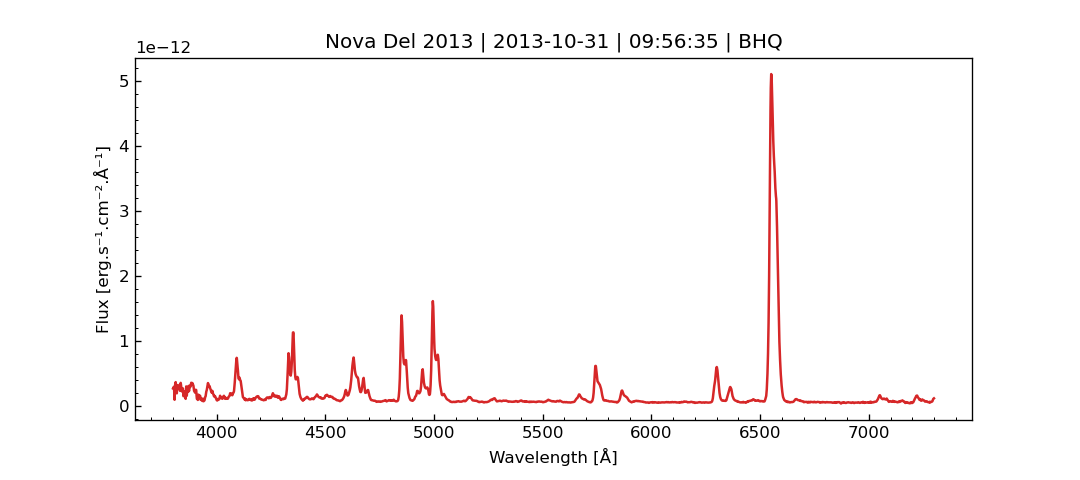 Nova Del 2013 | 2013-10-31 | 09:56:35 | BHQ
1e−12
5
4
3
2
1
0
Flux [erg.s⁻¹.cm⁻².Å⁻¹]
4000 4500 5000 5500 6000 6500 7000
Wavelength [Å]